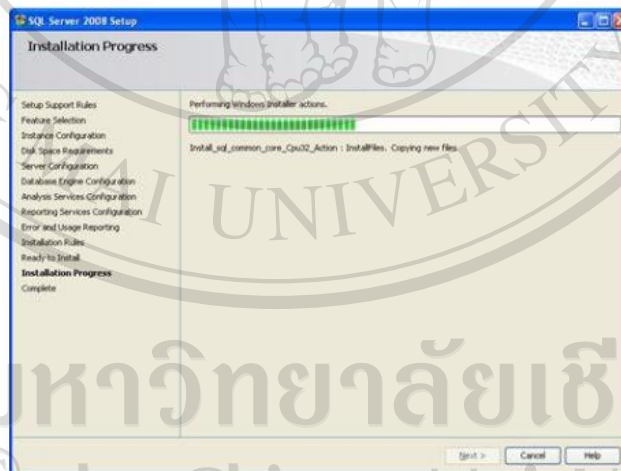 SQL Server 2008 Setup
Installation Progress
Setup Support Rules
Feature Selection
Instance Configuration
Disk Space Requirements
Server Configuration
Database Engine Configuration
Analysis Services Configuration
Reporting Services Configuration
Error and Usage Reporting
Installation Rules
Ready to Install
Installation Progress
Complete
Performing Windows Installer actions.
Install_sql_common_core_Cpu32_Action : InstallFiles. Copying new files
MAI UNIVERSITY
มหาวิทยาลัยเชี
Next >
Cancel
Help